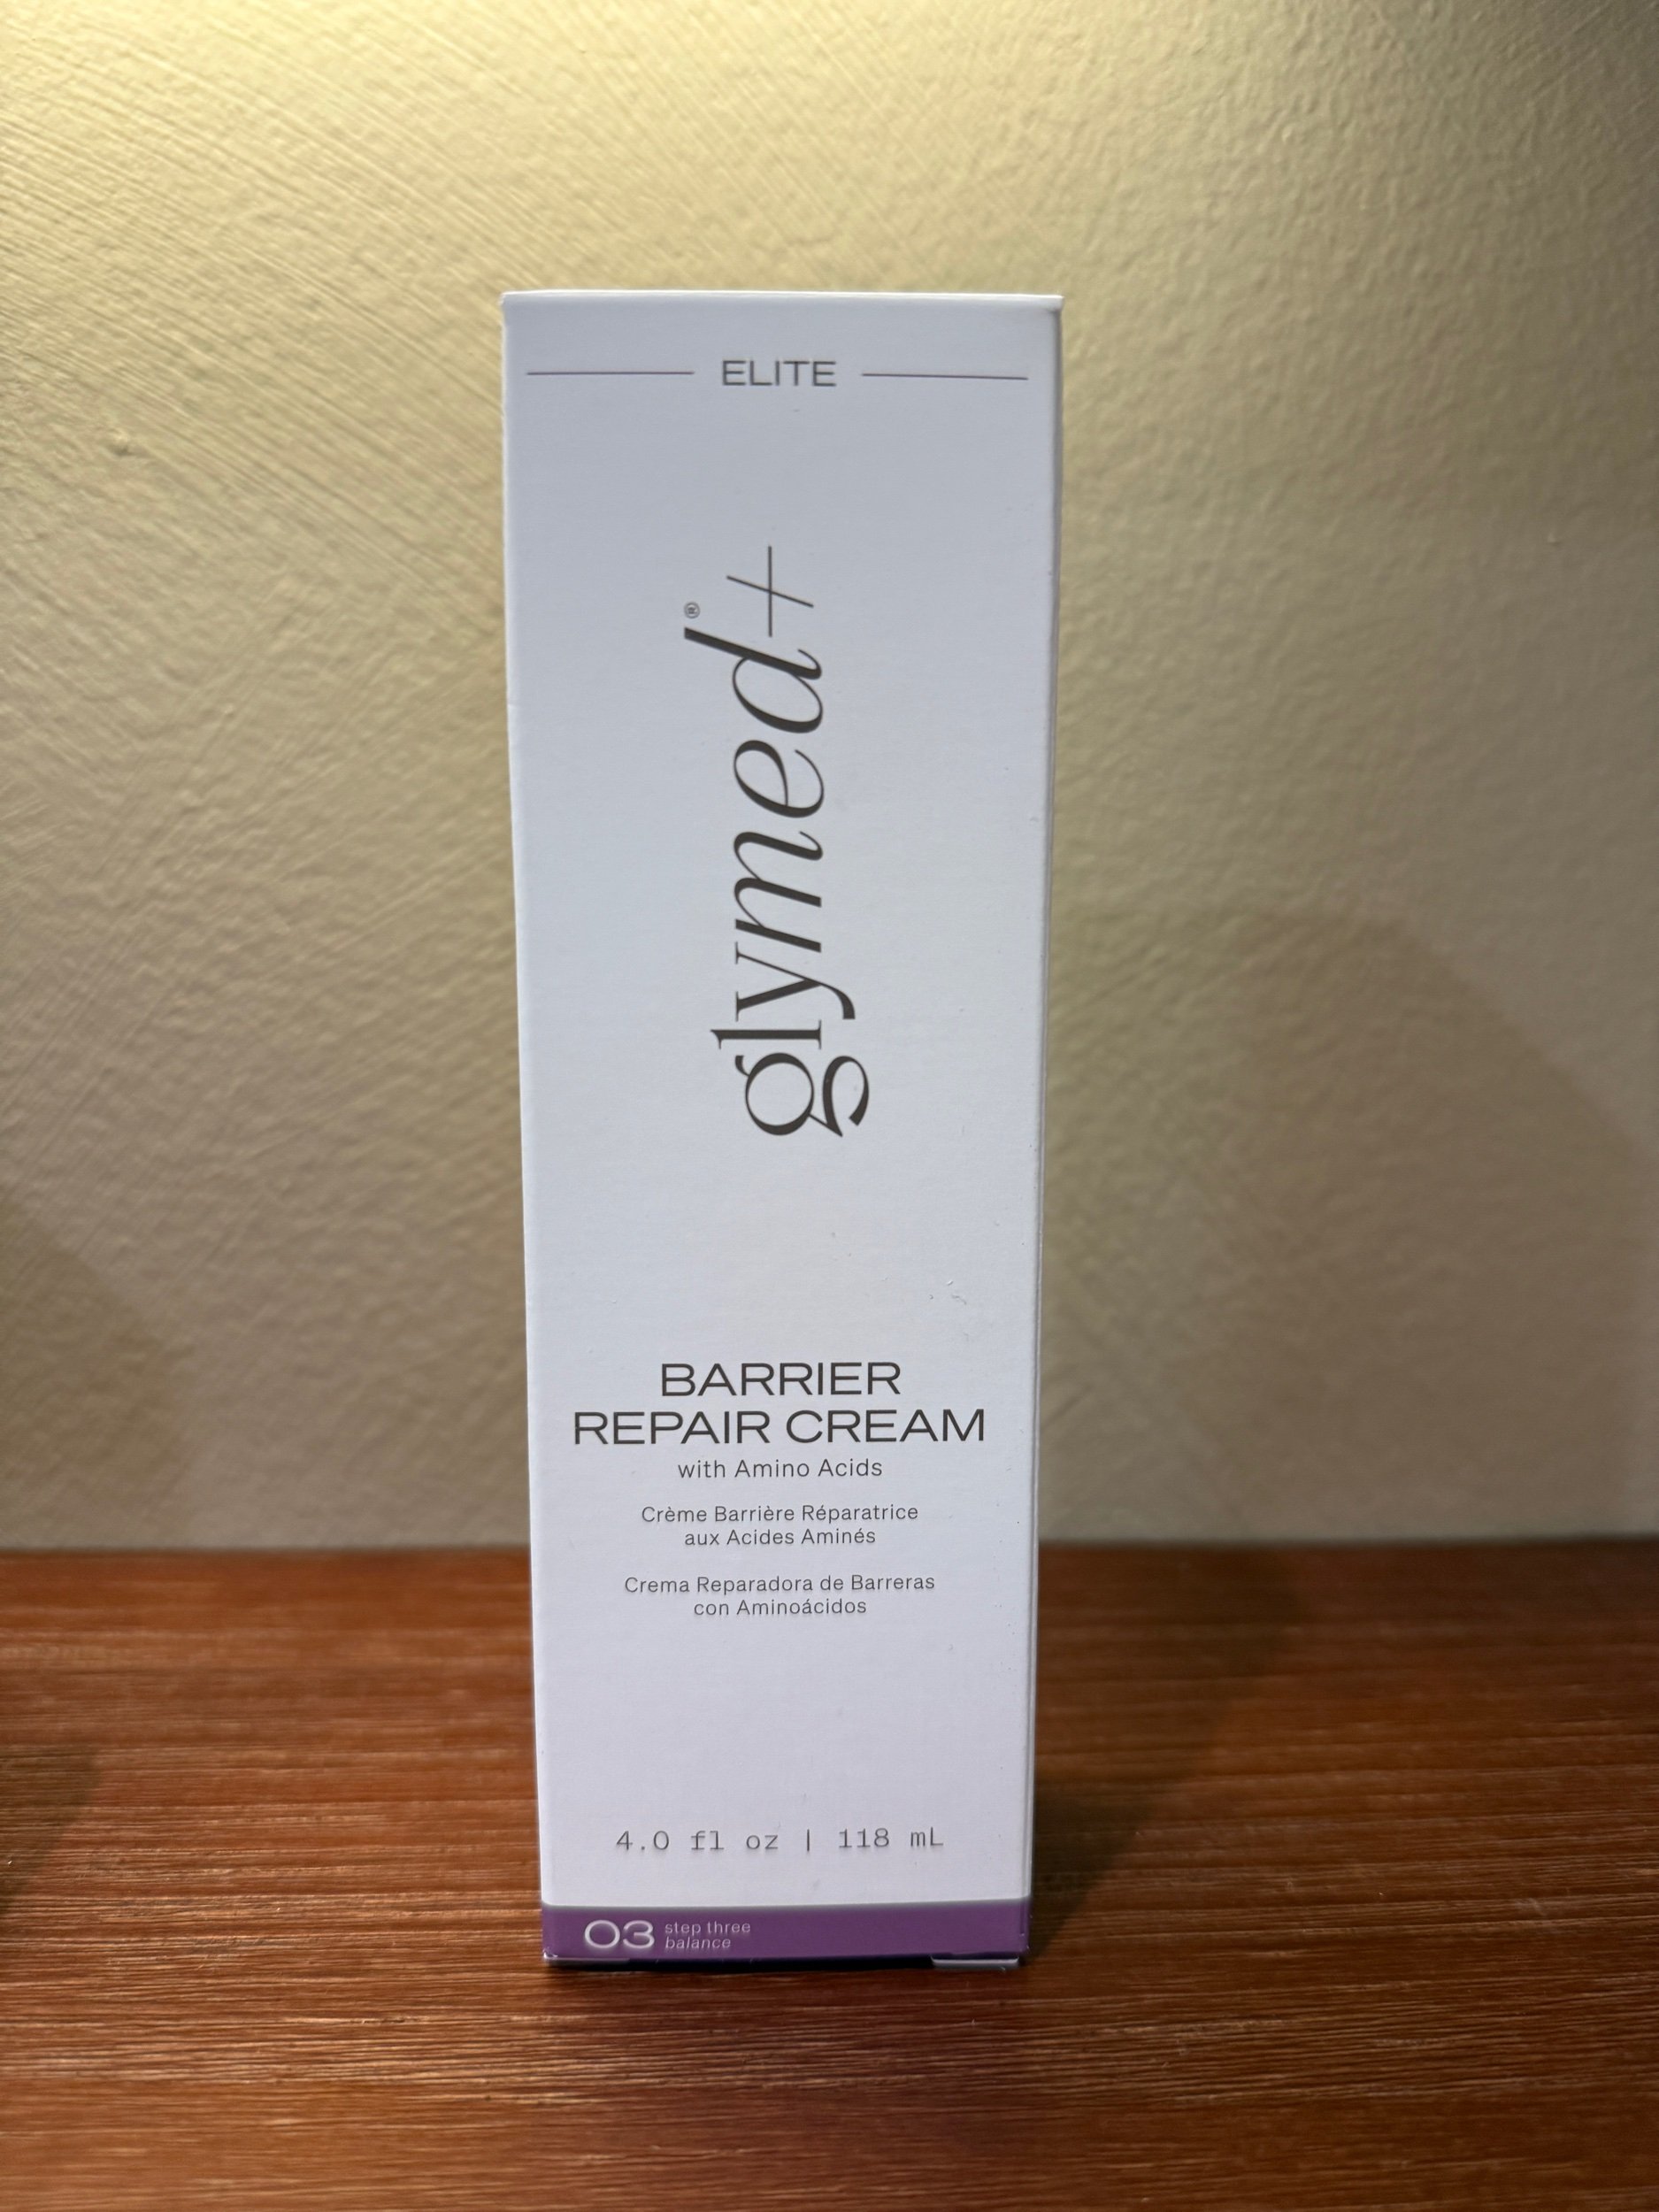 ELITE
glymed+®
BARRIER
REPAIR CREAM
with Amino Acids
Crème Barrière Réparatrice
aux Acides Aminés
Crema Reparadora de Barreras
con Aminoácidos
4.0 fl oz | 118 mL
03 step three
balance